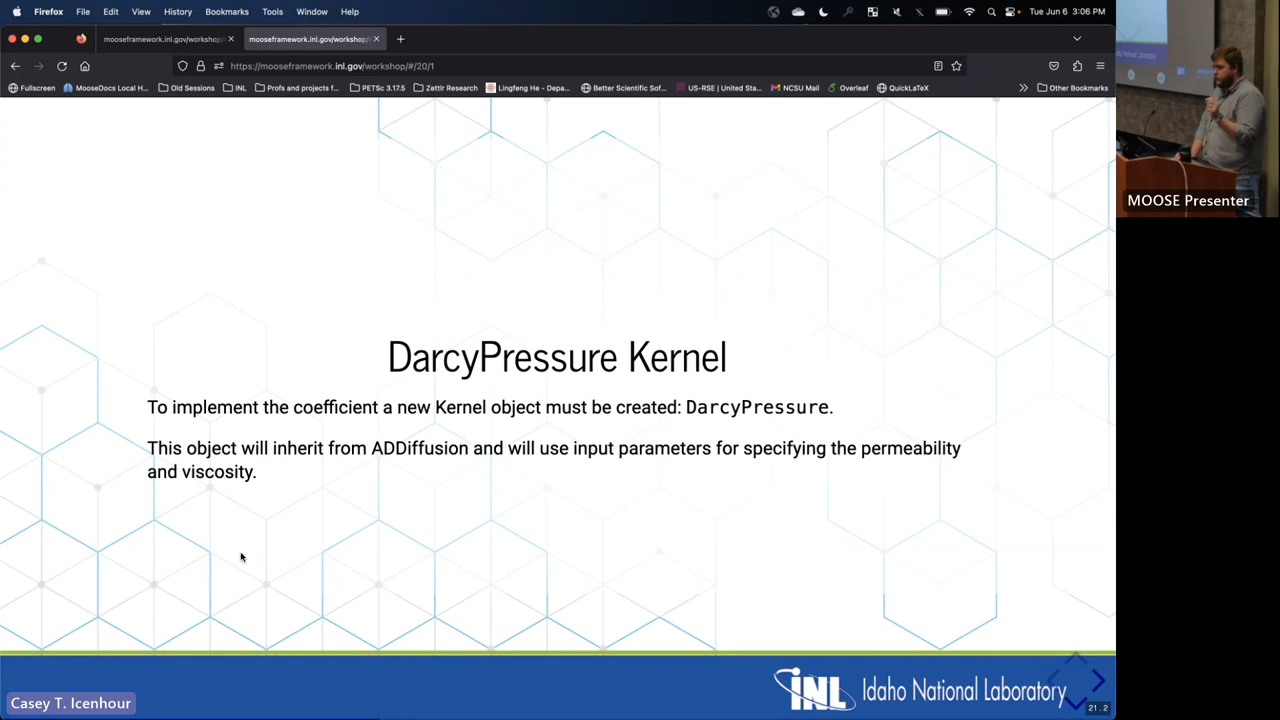 Firefox File Edit View History Bookmarks Tools Window Help Tue Jun 6 3:06 PM
mooseframework.inl.gov/workshop/ mooseframework.inl.gov/workshop/
https://mooseframework.inl.gov/workshop/#/20/1
Fullscreen MooseDocs Local H... Old Sessions INL Profs and projects f... PETSc 3.17.5 Zettlr Research Lingfeng He - Depa... Better Scientific Sof... US-RSE | United Sta... NCSU Mail Overleaf QuickLaTeX Other Bookmarks
MOOSE Presenter
DarcyPressure Kernel
To implement the coefficient a new Kernel object must be created: DarcyPressure.
This object will inherit from ADDiffusion and will use input parameters for specifying the permeability
and viscosity.
Casey T. Icenhour
INL Idaho National Laboratory
21.2